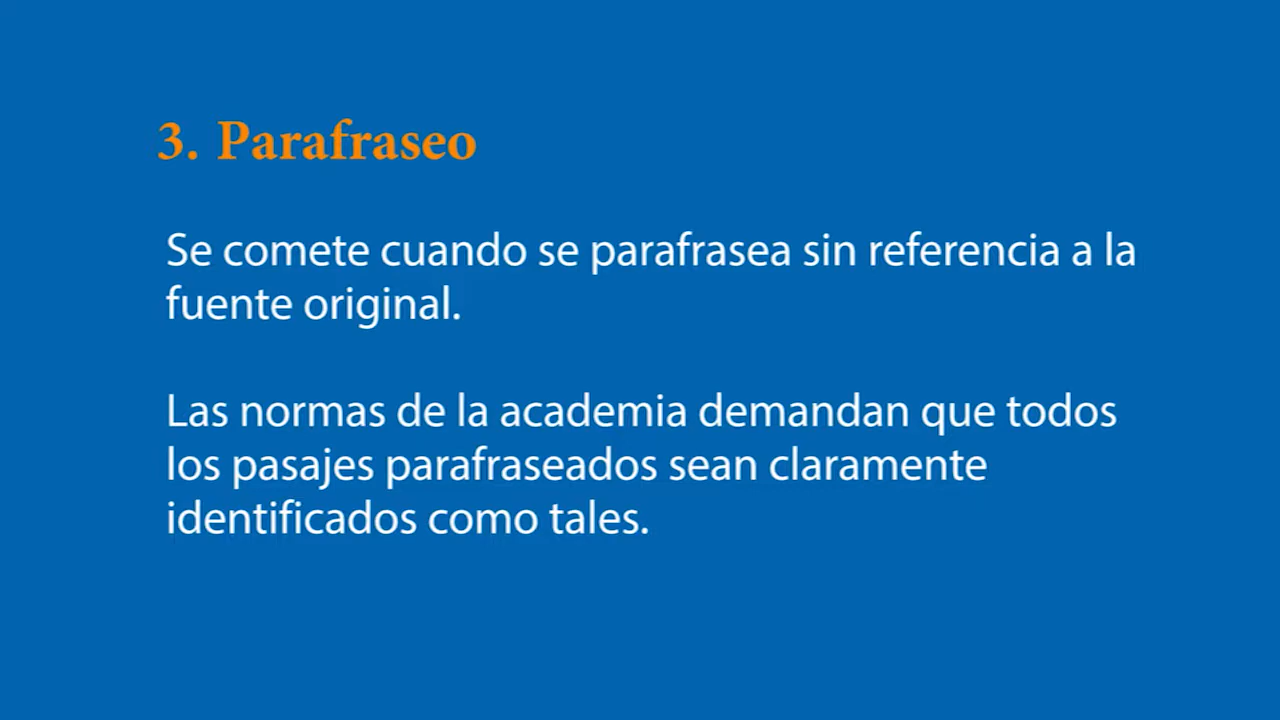 3. Parafraseo
Se comete cuando se parafrasea sin referencia a la
fuente original.
Las normas de la academia demandan que todos
los pasajes parafraseados sean claramente
identificados como tales.